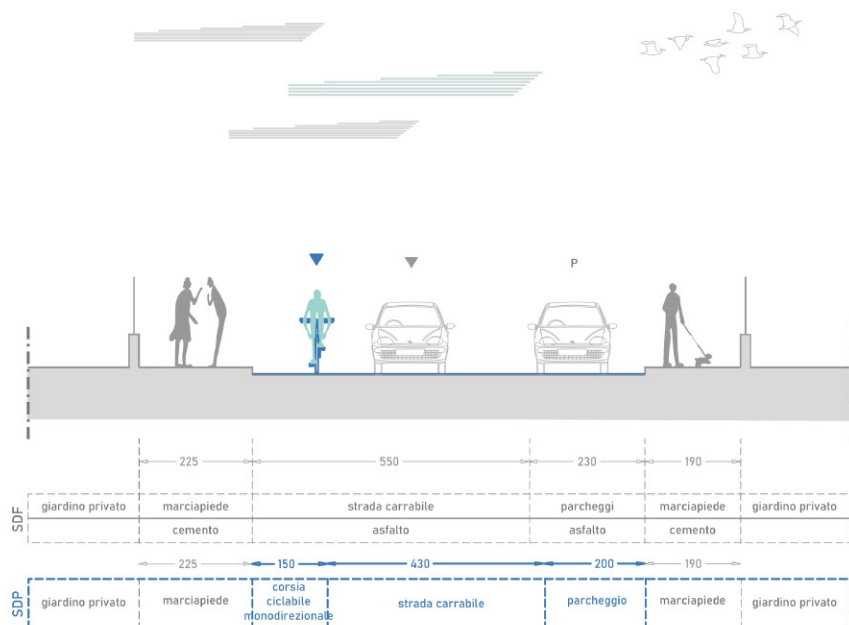 P
225 550 230 190
SDF
giardino privato marciapiede strada carrabile parcheggi marciapiede giardino privato
cemento asfalto asfalto cemento
225 150 430 200 190
SDP
giardino privato marciapiede corsia ciclabile monodirezionale strada carrabile parcheggio marciapiede giardino privato